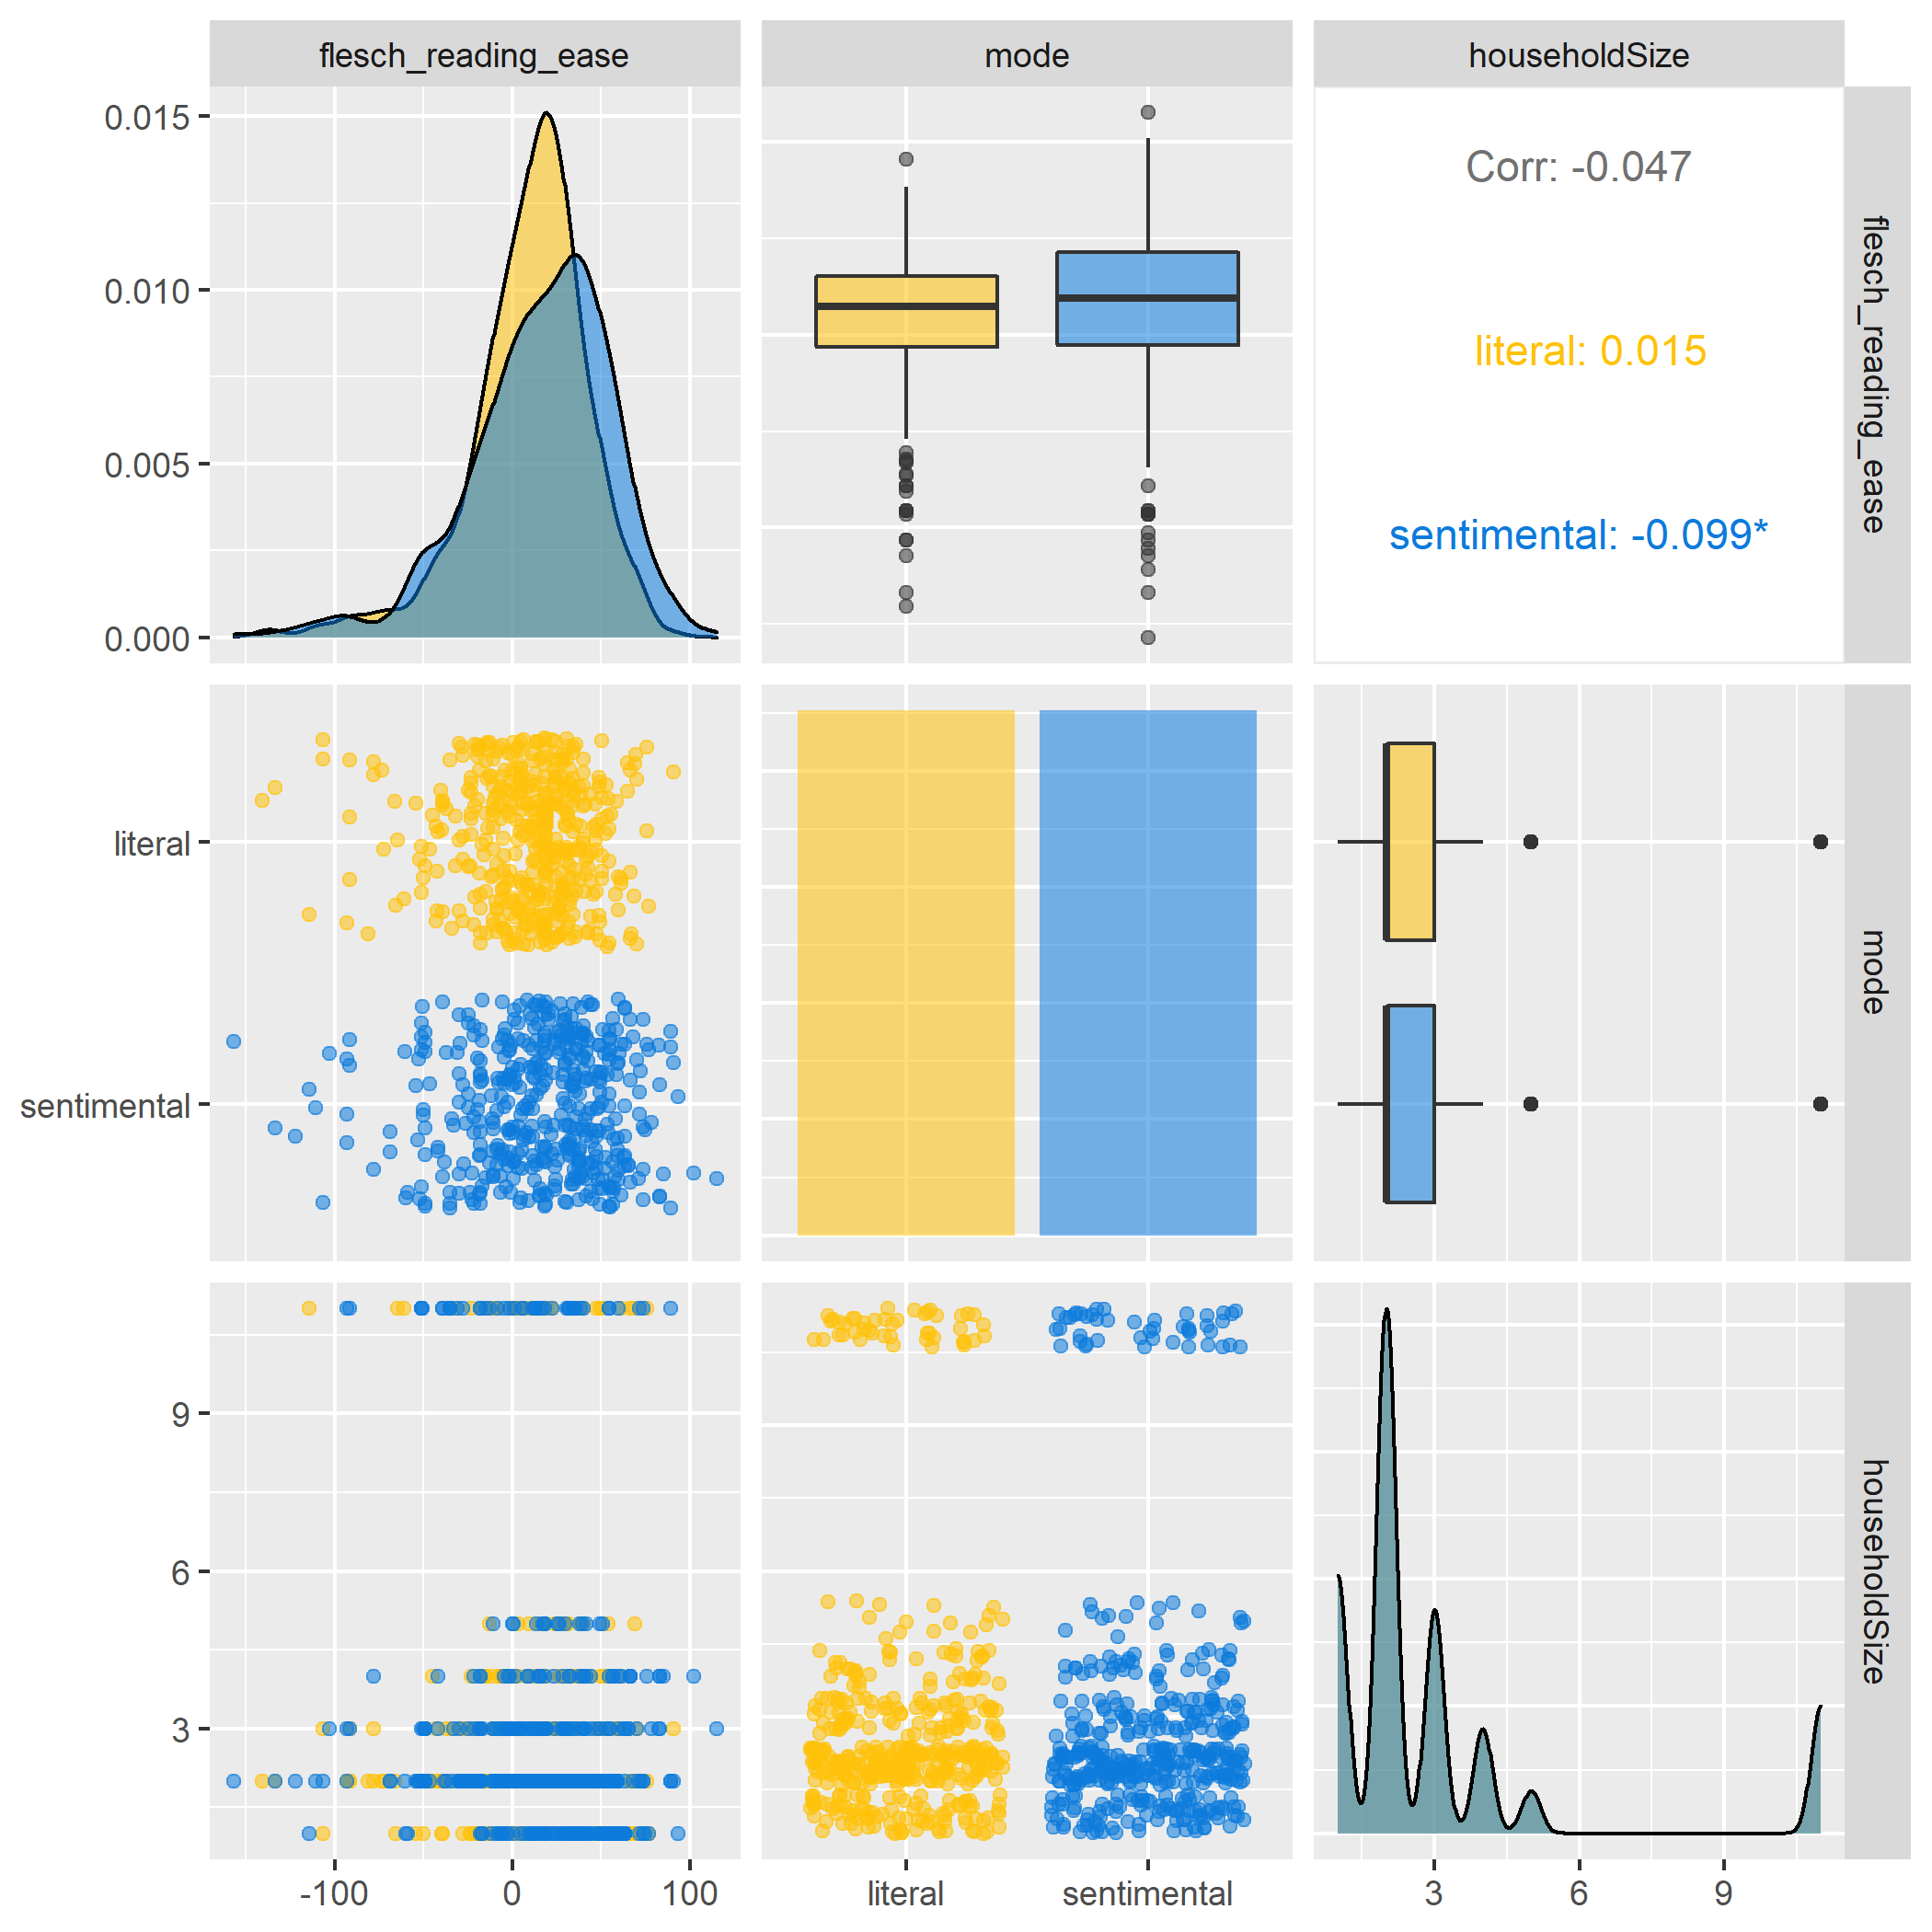 flesch_reading_ease
mode
householdSize
0.015
0.010
0.005
0.000
Corr: -0.047
literal: 0.015
sentimental: -0.099*
flesch_reading_ease
literal
sentimental
mode
9
6
3
householdSize
-100
0
100
literal
sentimental
3
6
9